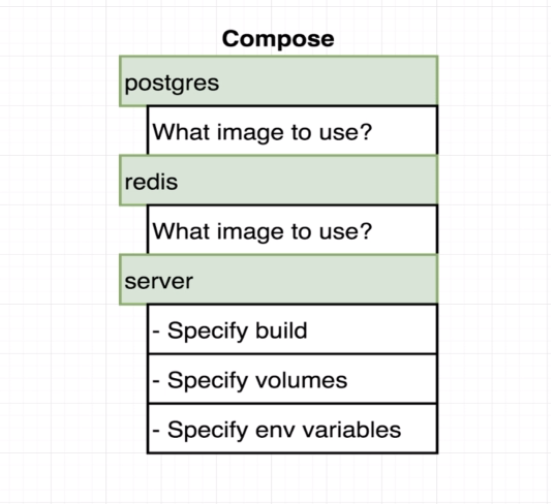 Compose
postgres
What image to use?
redis
What image to use?
server
- Specify build
- Specify volumes
- Specify env variables